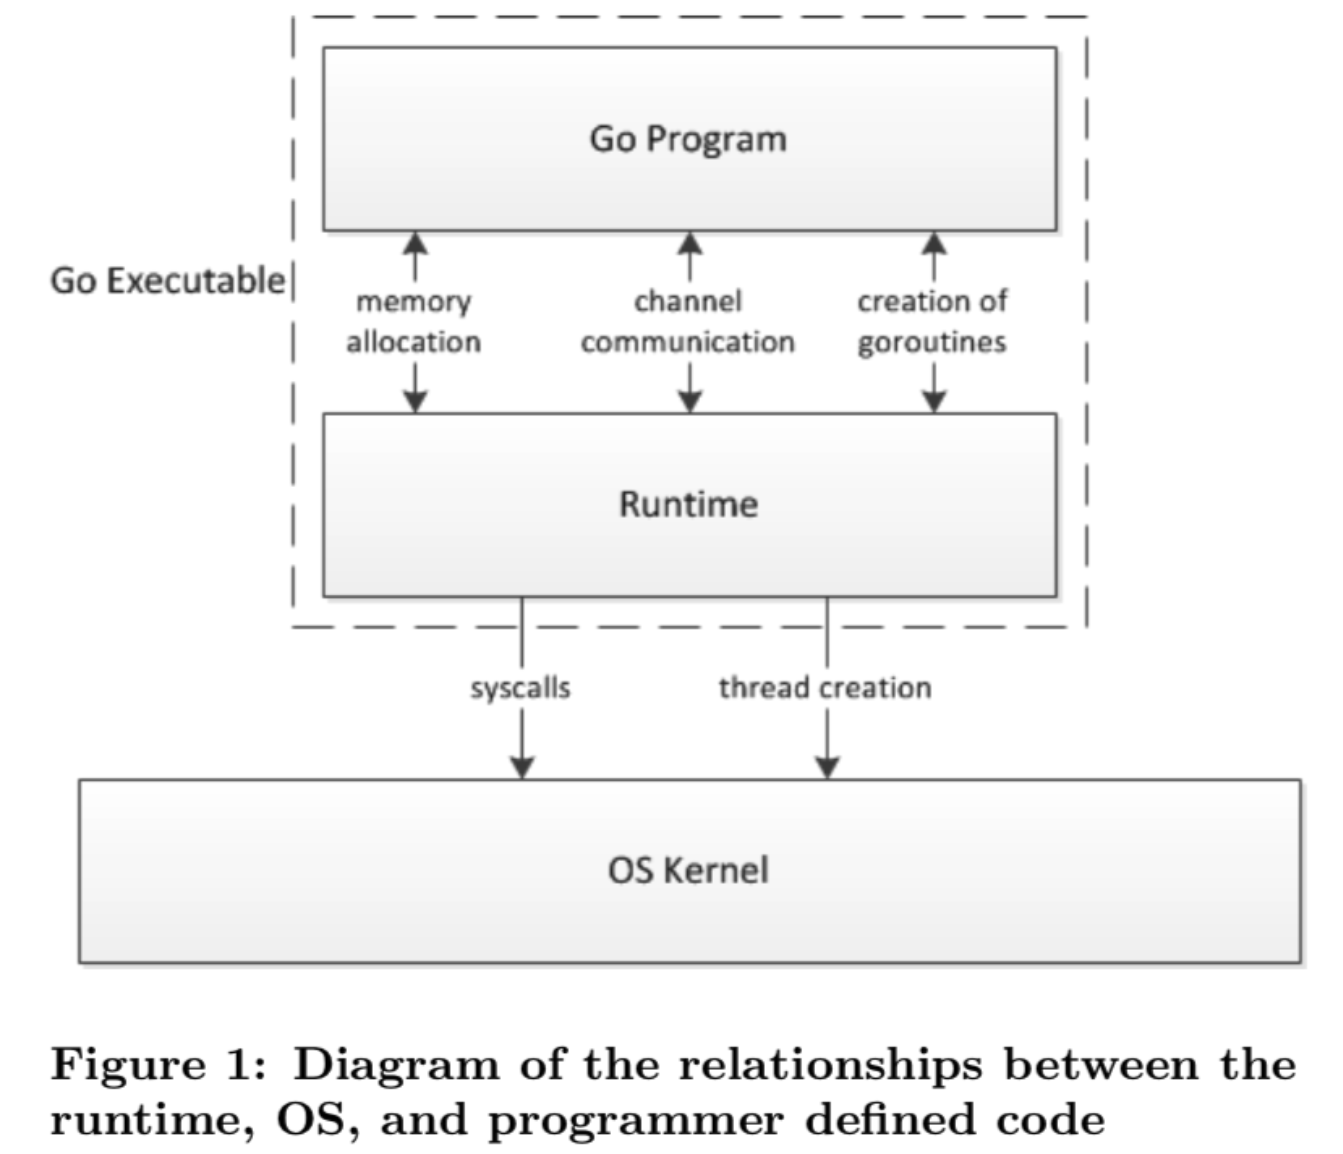 Go Program
Go Executable
memory
allocation
channel
communication
creation of
goroutines
Runtime
syscalls
thread creation
OS Kernel
Figure 1: Diagram of the relationships between the
runtime, OS, and programmer defined code